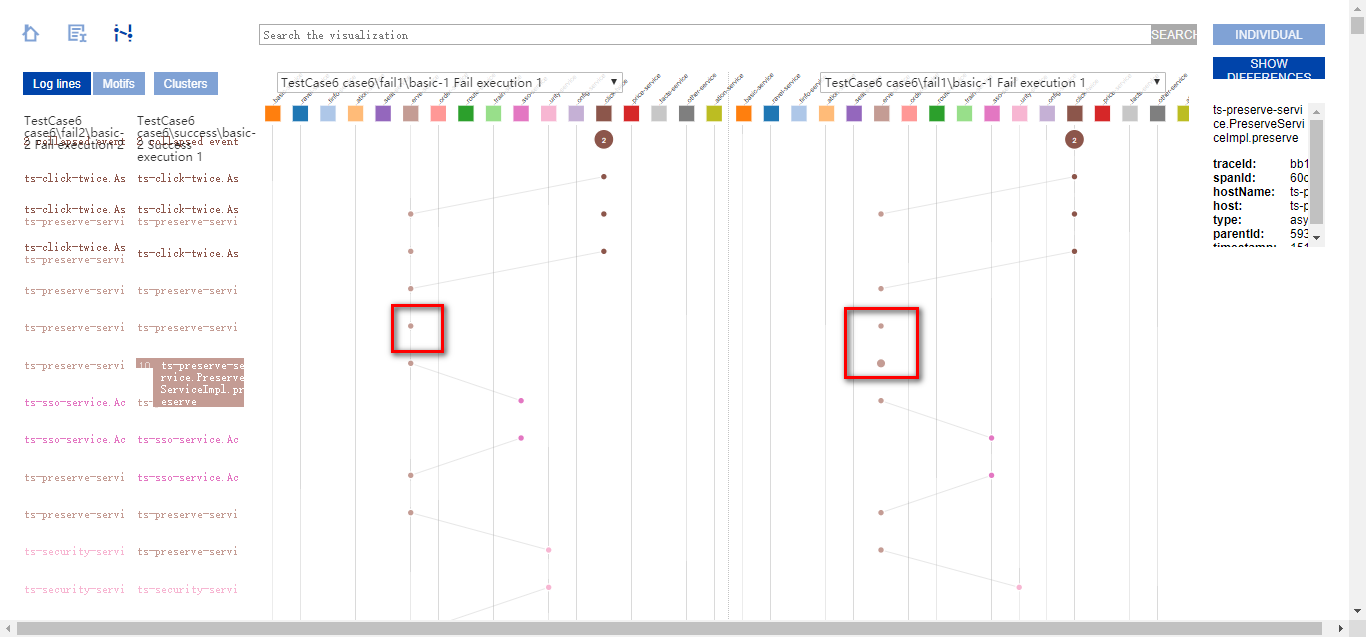 Search the visualization
SEARCH
INDIVIDUAL
SHOW
DIFFERENCES
Log lines
Motifs
Clusters
TestCase6 case6\fail1\basic-1 Fail execution 1
TestCase6 case6\fail1\basic-1 Fail execution 1
TestCase6
case6\fail2\basic-
2 Fail execution 2
2 collapsed event
TestCase6
case6\success\basic-
2 Success
execution 1
2 collapsed event
2
2
ts-click-twice.As
ts-click-twice.As
ts-click-twice.As
ts-click-twice.As
ts-preserve-servi
ts-preserve-servi
ts-click-twice.As
ts-preserve-servi
ts-click-twice.As
ts-preserve-servi
ts-preserve-servi
ts-preserve-servi
ts-preserve-servi
ts-preserve-servi
10
ts-preserve-se
rvice.Preserve
ServiceImpl.pr
eserve
ts-sso-service.Ac
ts-
ts-sso-service.Ac
ts-sso-service.Ac
ts-preserve-servi
ts-sso-service.Ac
ts-preserve-servi
ts-preserve-servi
ts-security-servi
ts-preserve-servi
ts-security-servi
ts-security-servi
ts-preserve-servi
ce.PreserveServi
ceImpl.preserve
traceId: bb1
spanId: 60c
hostName: ts-p
host: ts-p
type: asy
parentId: 593
timestamp: 151